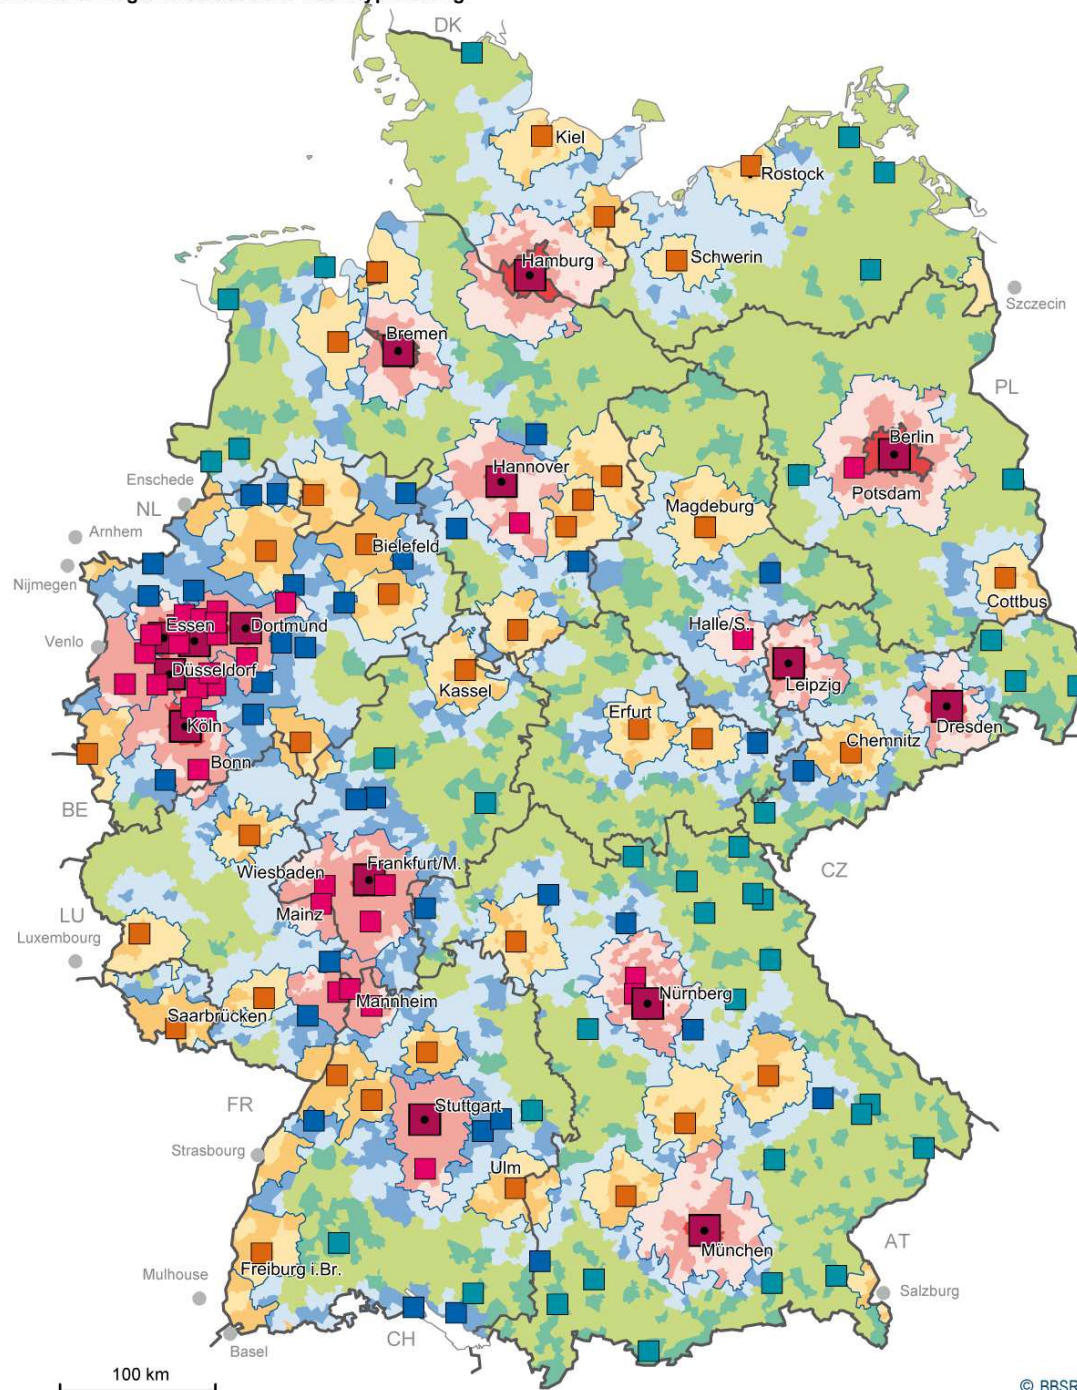 DK
Kiel
Rostock
Hamburg
Schwerin
Szczecin
Bremen
PL
Berlin
Enschede
Hannover
Potsdam
NL
Magdeburg
Arnhem
Bielefeld
Nijmegen
Cottbus
Essen
Dortmund
Halle/S.
Venlo
Düsseldorf
Leipzig
Kassel
Erfurt
Köln
Dresden
Chemnitz
Bonn
BE
Frankfurt/M.
Wiesbaden
CZ
Mainz
LU
Luxembourg
Nürnberg
Mannheim
Saarbrücken
FR
Stuttgart
Strasbourg
Ulm
AT
München
Freiburg i.Br.
Mulhouse
Salzburg
CH
Basel
100 km